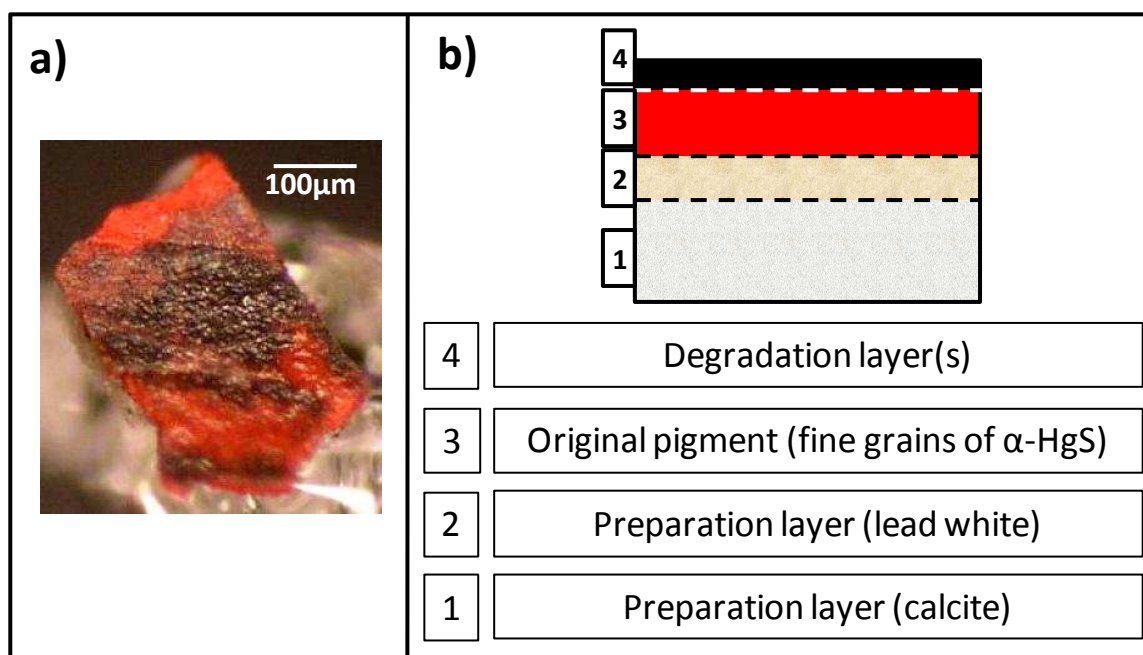 a)
100μm
b)
4
3
2
1
4 Degradation layer(s)
3 Original pigment (fine grains of α-HgS)
2 Preparation layer (lead white)
1 Preparation layer (calcite)